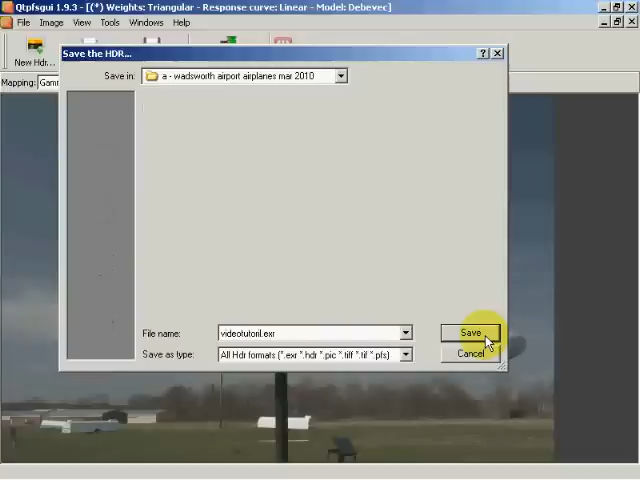 Qtpfsgui 1.9.3 - [(*) Weights: Triangular - Response curve: Linear - Model: Debevec]
File Image View Tools Windows Help
New Hdr...
Mapping: Gam
Save the HDR...
Save in: a - wadsworth airport airplanes mar 2010
File name: videotutoril.exr
Save
Save as type: All Hdr formats (*.exr *.hdr *.pic *.tiff *.tif *.pfs)
Cancel